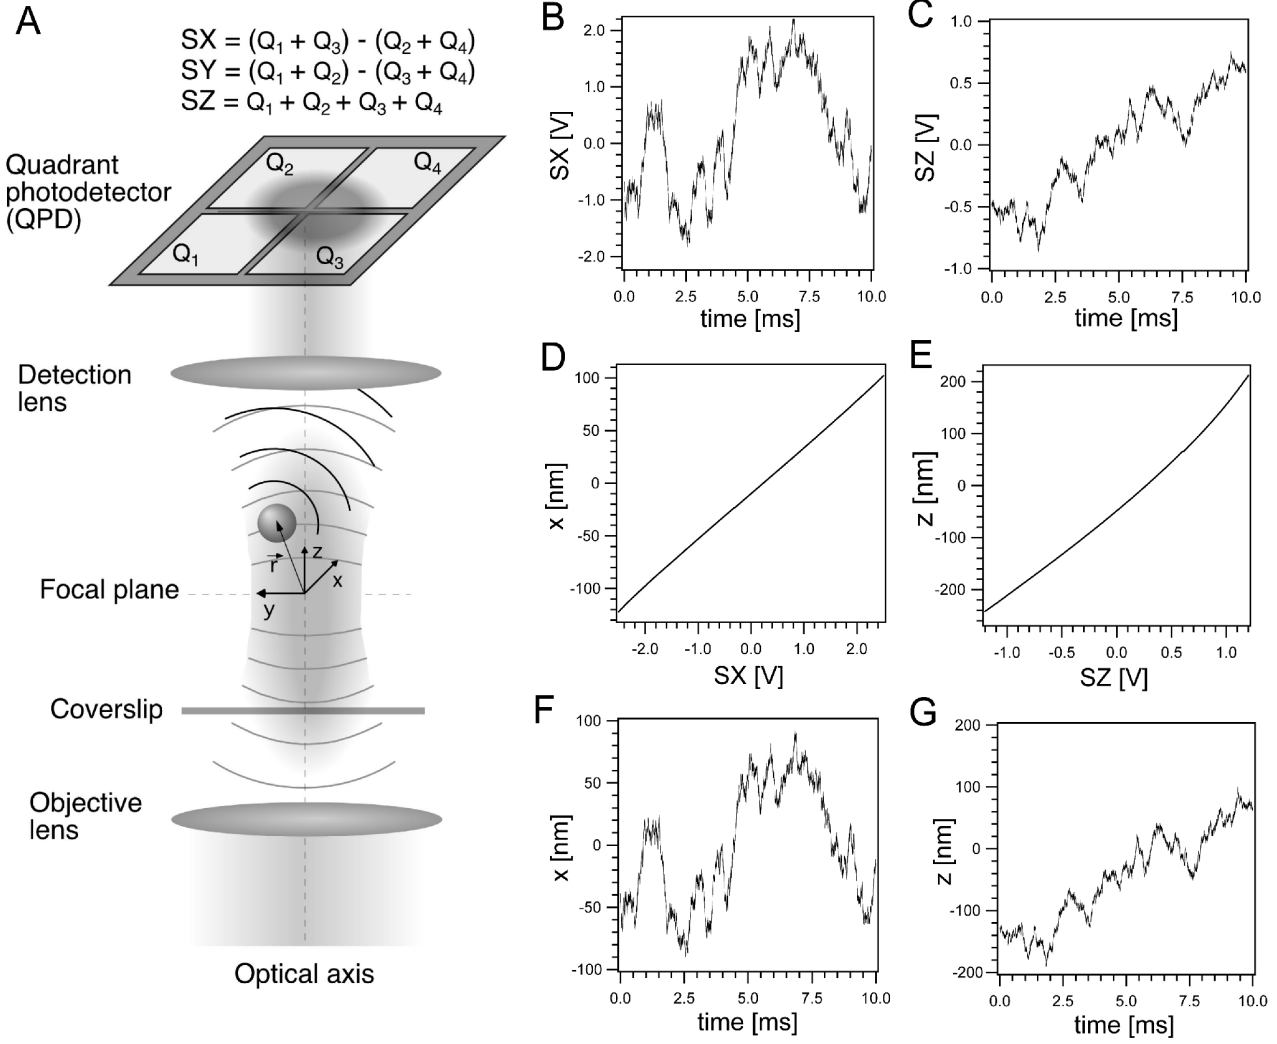 A
SX = (Q1 + Q3) - (Q2 + Q4)
SY = (Q1 + Q2) - (Q3 + Q4)
SZ = Q1 + Q2 + Q3 + Q4
Quadrant
photodetector
(QPD)
Q2
Q4
Q1
Q3
Detection
lens
r
z
x
y
Focal plane
Coverslip
Objective
lens
Optical axis
B
SX [V]
2.0
1.0
0.0
-1.0
-2.0
0.0 2.5 5.0 7.5 10.0
time [ms]
C
SZ [V]
1.0
0.5
0.0
-0.5
-1.0
0.0 2.5 5.0 7.5 10.0
time [ms]
D
x [nm]
100
50
0
-50
-100
-2.0 -1.0 0.0 1.0 2.0
SX [V]
E
z [nm]
200
100
0
-100
-200
-1.0 -0.5 0.0 0.5 1.0
SZ [V]
F
x [nm]
100
50
0
-50
-100
0.0 2.5 5.0 7.5 10.0
time [ms]
G
z [nm]
200
100
0
-100
-200
0.0 2.5 5.0 7.5 10.0
time [ms]